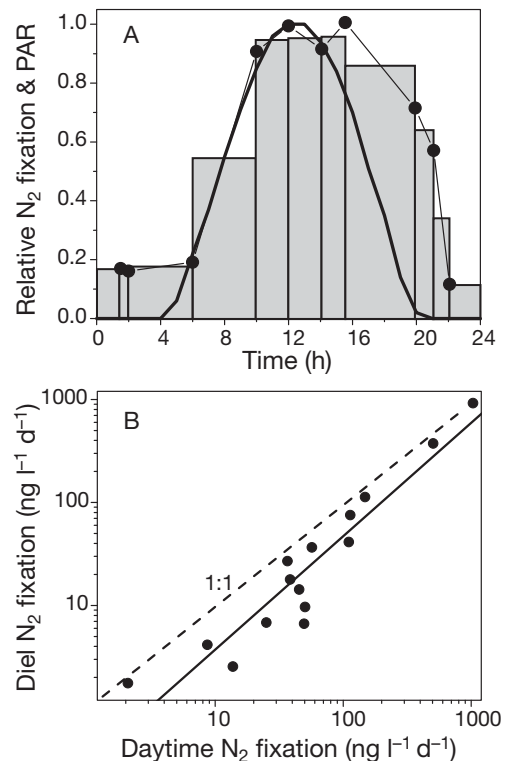 A
Relative N₂ fixation & PAR
1.0
0.8
0.6
0.4
0.2
0.0
0 4 8 12 16 20 24
Time (h)
B
Diel N₂ fixation (ng l⁻¹ d⁻¹)
1000
100
10
1:1
10 100 1000
Daytime N₂ fixation (ng l⁻¹ d⁻¹)